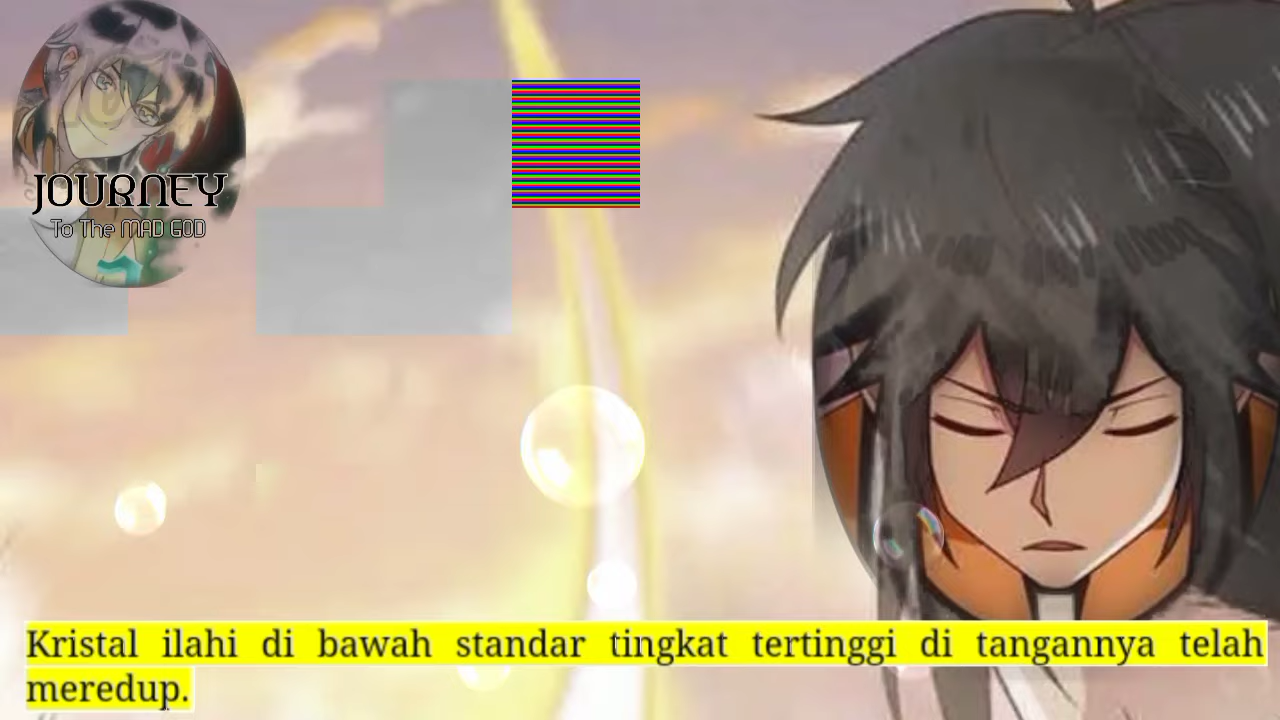 JOURNEY
To The MAD GOD
Kristal ilahi di bawah standar tingkat tertinggi di tangannya telah
meredup.